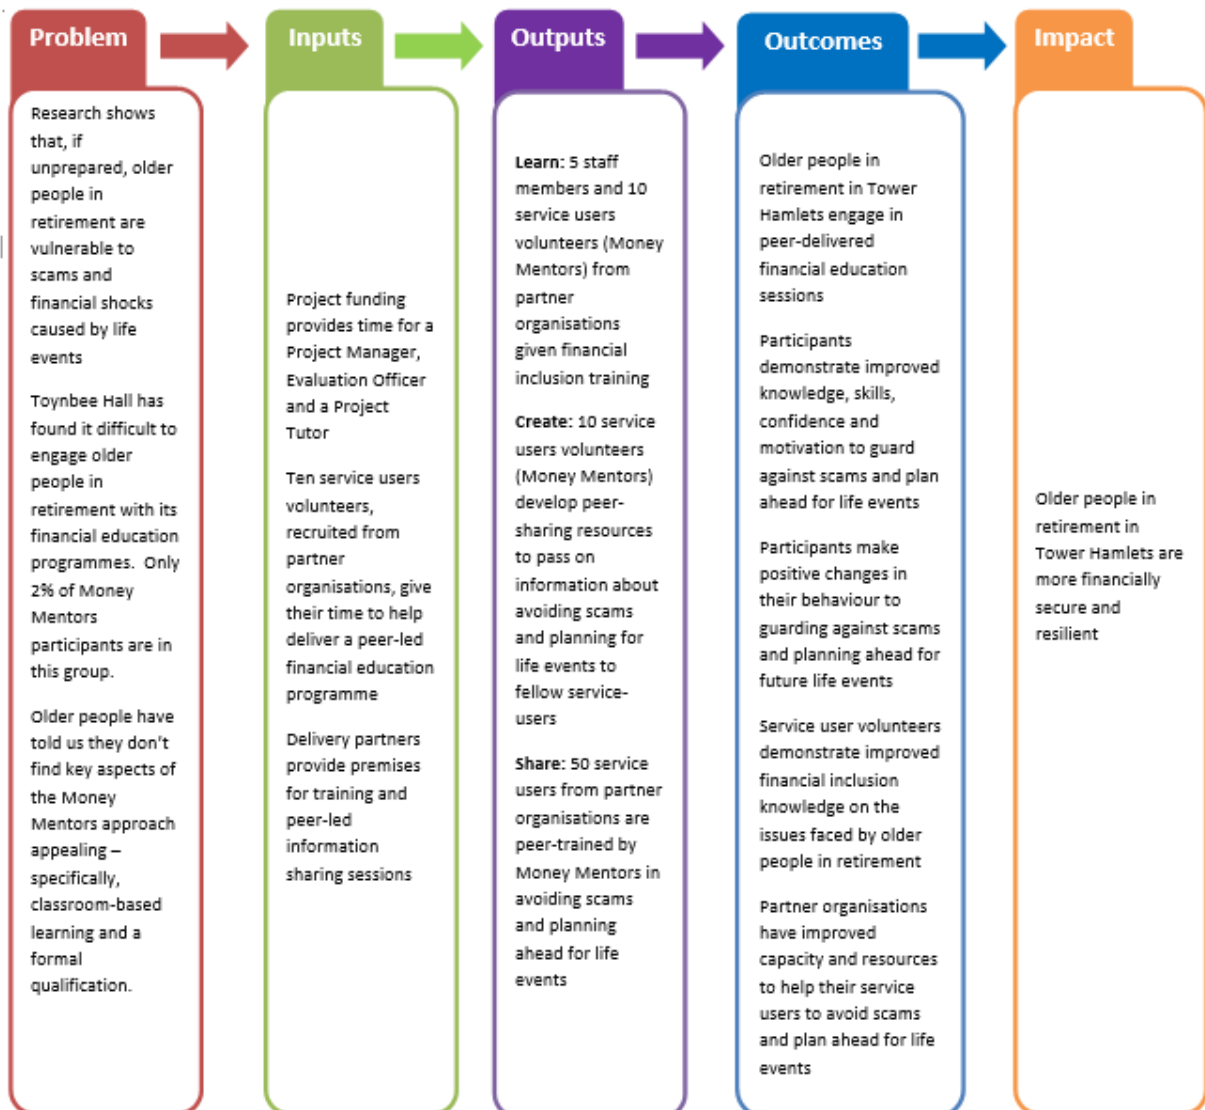 Problem
Inputs
Outputs
Outcomes
Impact
Research shows
that, if
unprepared, older
people in
retirement are
vulnerable to
scams and
financial shocks
caused by life
events
Toynbee Hall has
found it difficult to
engage older
people in
retirement with its
financial education
programmes.  Only
2% of Money
Mentors
participants are in
this group.
Older people have
told us they don't
find key aspects of
the Money
Mentors approach
appealing –
specifically,
classroom-based
learning and a
formal
qualification.
Project funding
provides time for a
Project Manager,
Evaluation Officer
and a Project
Tutor
Ten service users
volunteers,
recruited from
partner
organisations, give
their time to help
deliver a peer-led
financial education
programme
Delivery partners
provide premises
for training and
peer-led
information
sharing sessions
Learn: 5 staff
members and 10
service users
volunteers (Money
Mentors) from
partner
organisations
given financial
inclusion training
Create: 10 service
users volunteers
(Money Mentors)
develop peer-
sharing resources
to pass on
information about
avoiding scams
and planning for
life events to
fellow service-
users
Share: 50 service
users from partner
organisations are
peer-trained by
Money Mentors in
avoiding scams
and planning
ahead for life
events
Older people in
retirement in Tower
Hamlets engage in
peer-delivered
financial education
sessions
Participants
demonstrate improved
knowledge, skills,
confidence and
motivation to guard
against scams and plan
ahead for life events
Participants make
positive changes in
their behaviour to
guarding against scams
and planning ahead for
future life events
Service user volunteers
demonstrate improved
financial inclusion
knowledge on the
issues faced by older
people in retirement
Partner organisations
have improved
capacity and resources
to help their service
users to avoid scams
and plan ahead for life
events
Older people in
retirement in
Tower Hamlets are
more financially
secure and
resilient